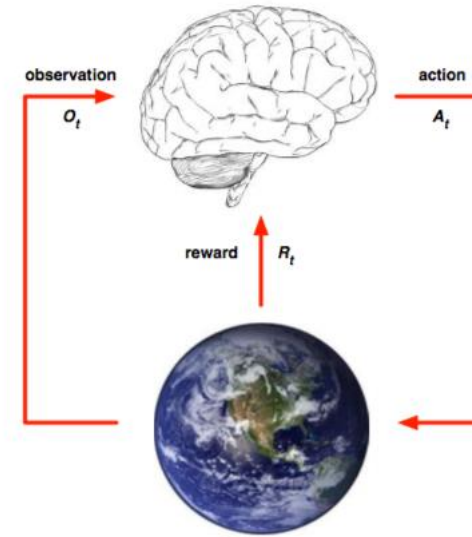 observation
O_t
action
A_t
reward
R_t